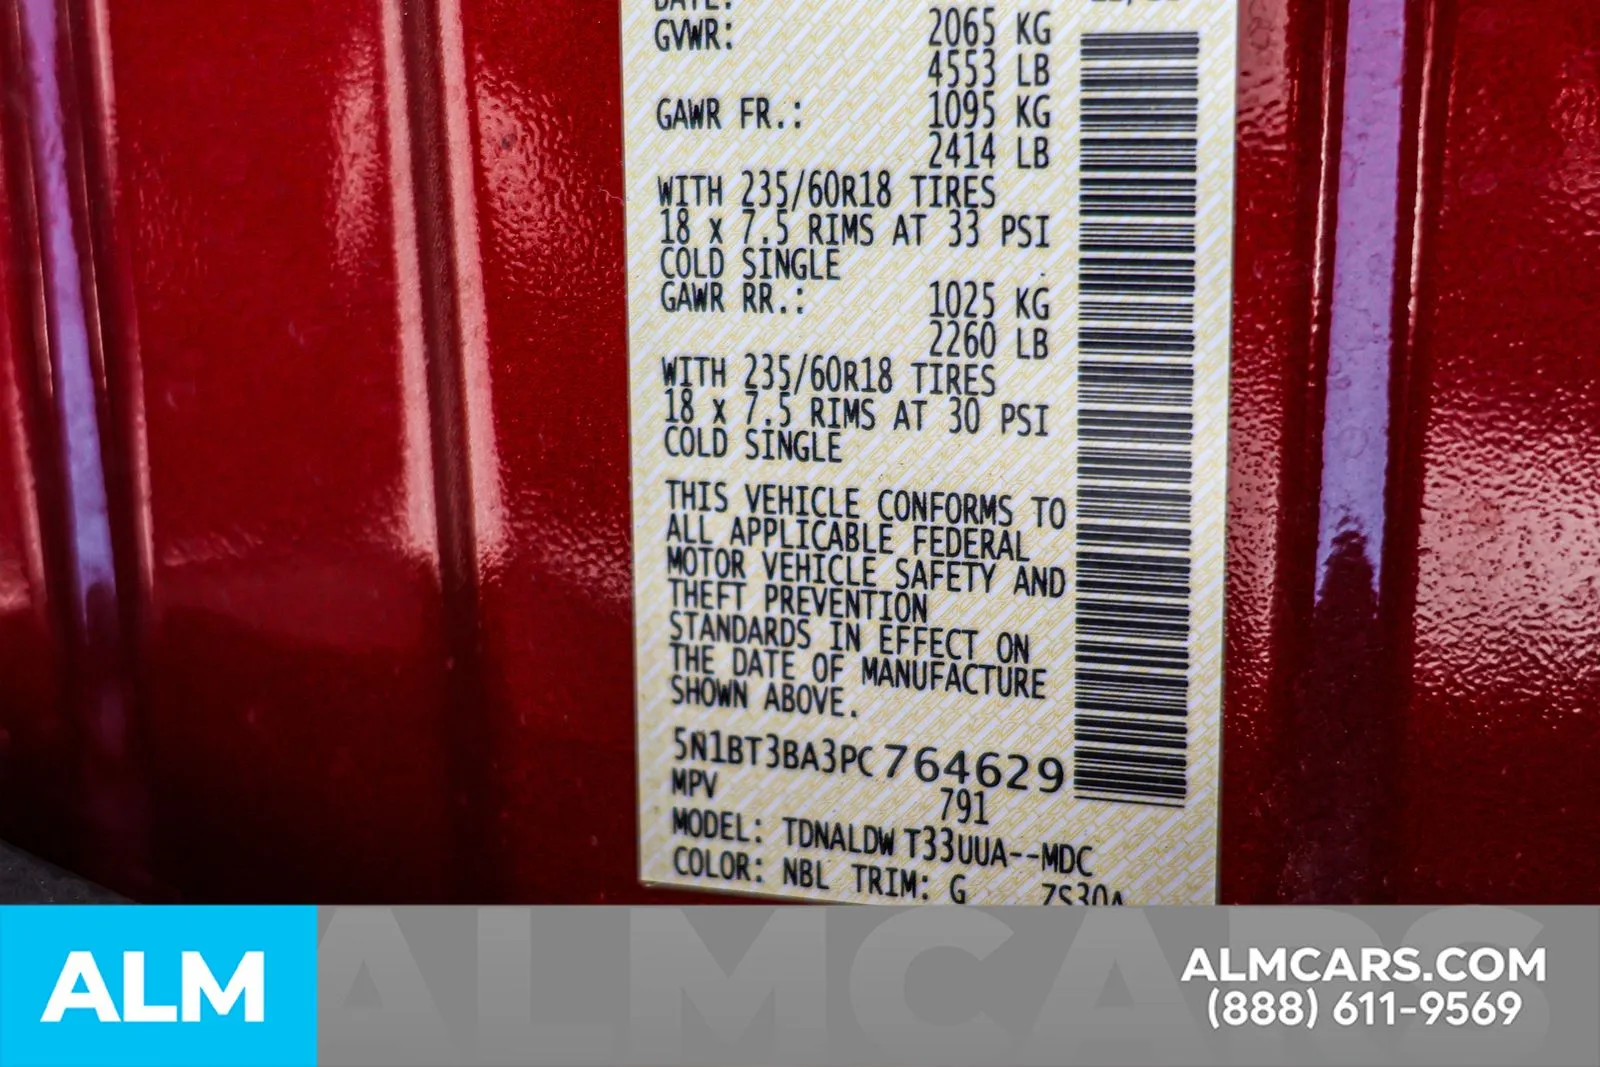 DATE:
GVWR: 2065 KG
4553 LB
GAWR FR.: 1095 KG
2414 LB
WITH 235/60R18 TIRES
18 x 7.5 RIMS AT 33 PSI
COLD SINGLE
GAWR RR.: 1025 KG
2260 LB
WITH 235/60R18 TIRES
18 x 7.5 RIMS AT 30 PSI
COLD SINGLE
THIS VEHICLE CONFORMS TO
ALL APPLICABLE FEDERAL
MOTOR VEHICLE SAFETY AND
THEFT PREVENTION
STANDARDS IN EFFECT ON
THE DATE OF MANUFACTURE
SHOWN ABOVE.
5N1BT3BA3PC764629
MPV 791
MODEL: TDNALDW T33UUA--MDC
COLOR: NBL TRIM: G ZS30A
ALMCARS
ALM
ALMCARS.COM
(888) 611-9569